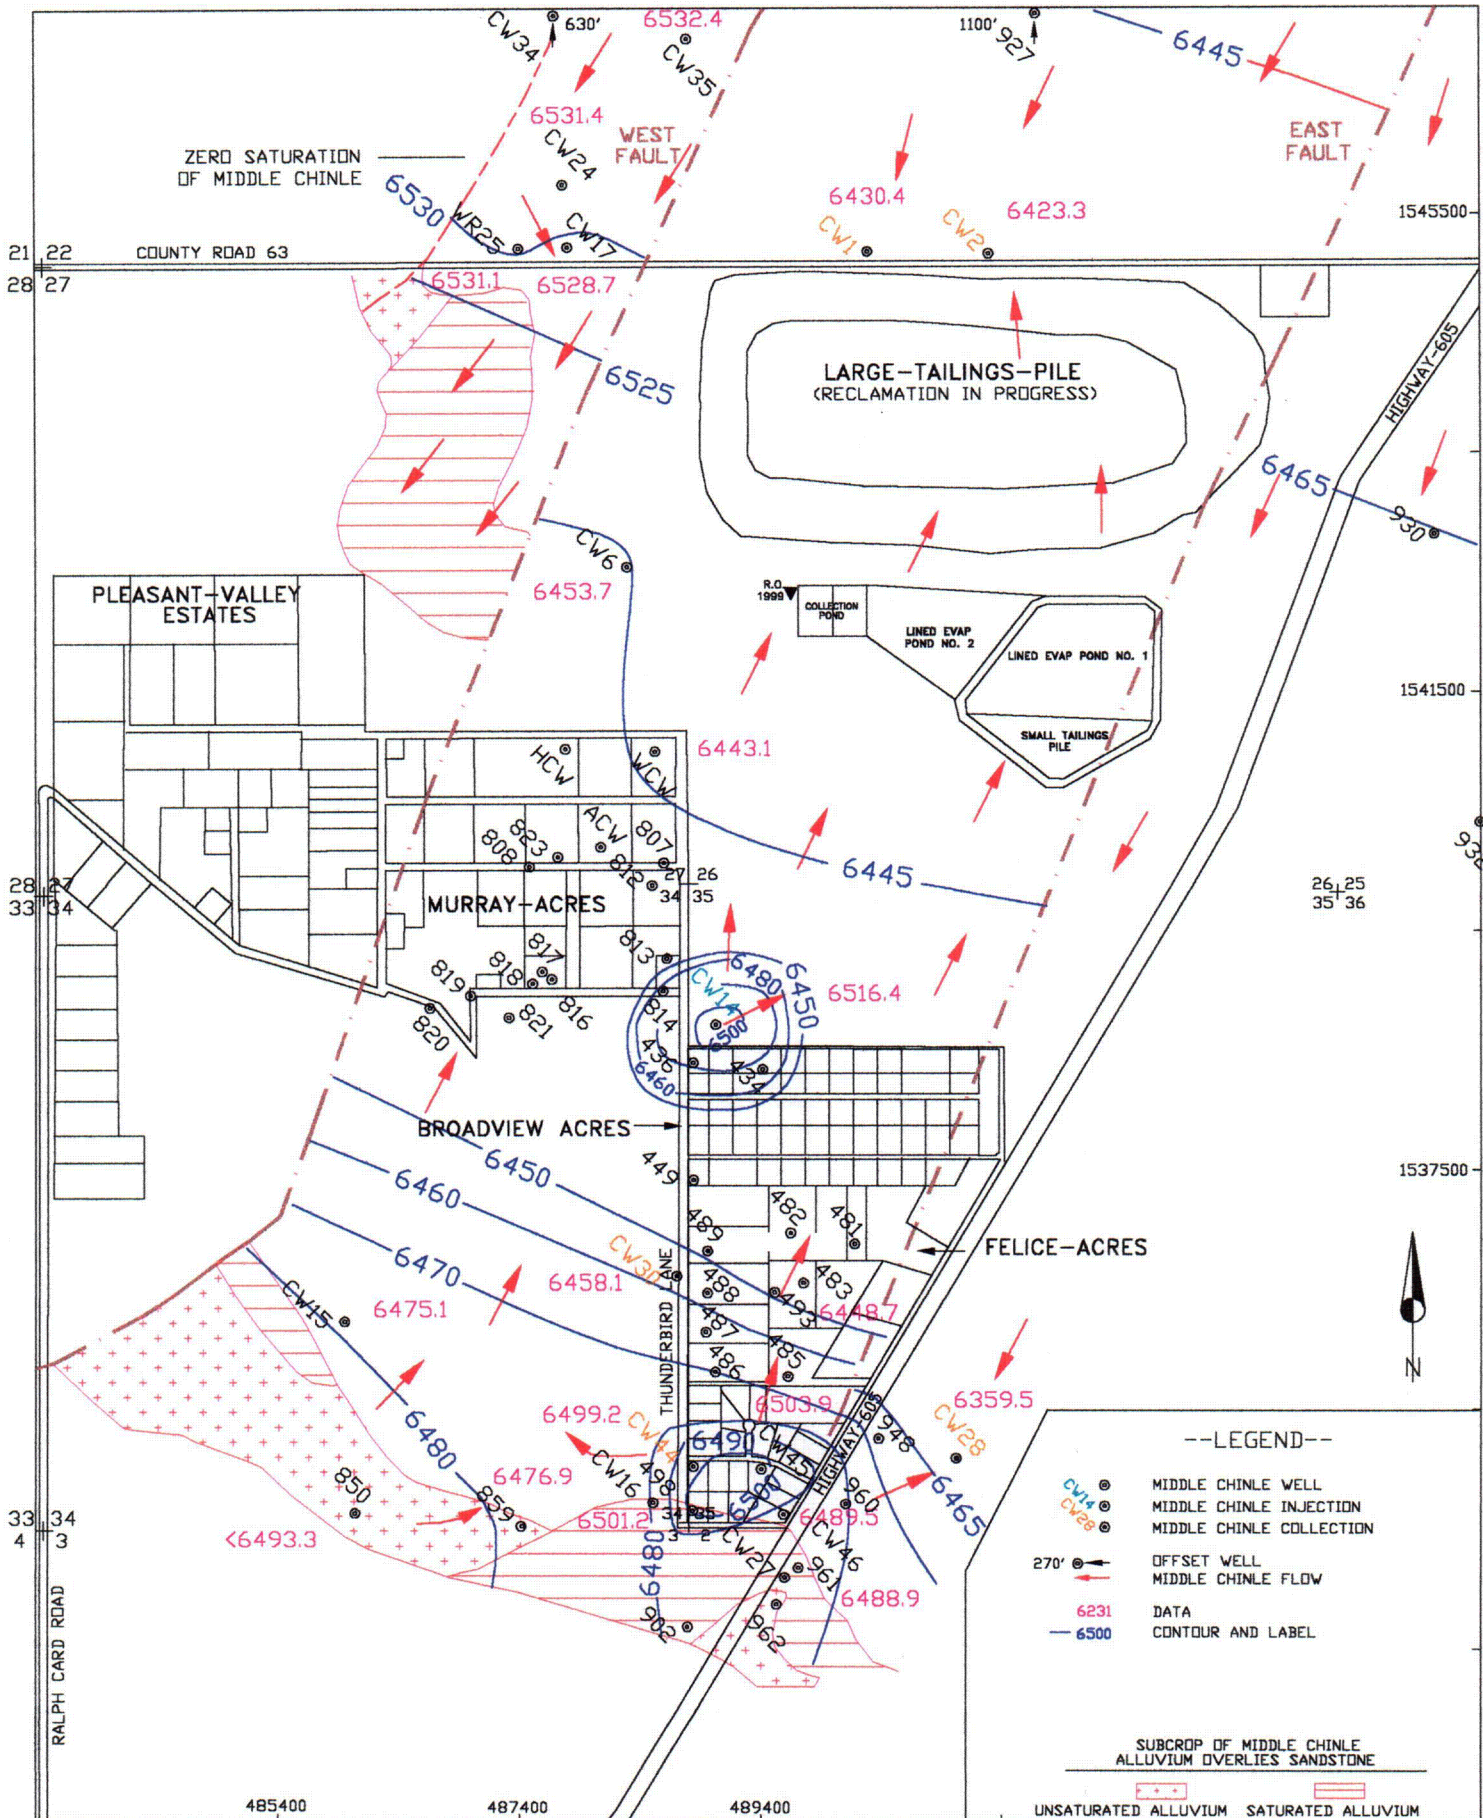 CW34
630'
6532.4
CW35
1100'
927
6445
6531.4
WEST
FAULT
EAST
FAULT
ZERO SATURATION
OF MIDDLE CHINLE
CW24
6530
6430.4
6423.3
1545500
WR25
CW17
CW1
CW2
21 22
28 27
COUNTY ROAD 63
6531.1
6528.7
6525
LARGE-TAILINGS-PILE
(RECLAMATION IN PROGRESS)
HIGHWAY-605
6465
930
CW6
6453.7
PLEASANT-VALLEY
ESTATES
R.O.
1999
COLLECTION
POND
LINED EVAP
POND NO. 2
LINED EVAP POND NO. 1
SMALL TAILINGS
PILE
1541500
6443.1
HCW
WCW
ACW
807
823
808
812
932
6445
27 26
34 35
28 27
33 34
26 25
35 36
MURRAY-ACRES
813
817
818
819
816
821
820
814
CW14
6480
6450
6516.4
6500
436
434
6460
BROADVIEW ACRES
6450
449
1537500
6460
6470
489
482
481
FELICE-ACRES
CW30
6458.1
488
483
493
6448.7
CW15
6475.1
487
486
485
THUNDERBIRD LANE
6359.5
6503.9
6499.2
CW44
6490
CW45
HIGHWAY-605
948
CW28
6480
CW16
498
6500
960
6465
850
6476.9
859
6501.2
34 35
3 2
6489.5
33 34
4 3
<6493.3
6480
CW27
CW46
961
6488.9
902
962
RALPH CARD ROAD
N
--LEGEND--
MIDDLE CHINLE WELL
CW14 MIDDLE CHINLE INJECTION
CW28 MIDDLE CHINLE COLLECTION
270' OFFSET WELL
MIDDLE CHINLE FLOW
6231 DATA
6500 CONTOUR AND LABEL
SUBCROP OF MIDDLE CHINLE
ALLUVIUM OVERLIES SANDSTONE
UNSATURATED ALLUVIUM SATURATED ALLUVIUM
485400
487400
489400